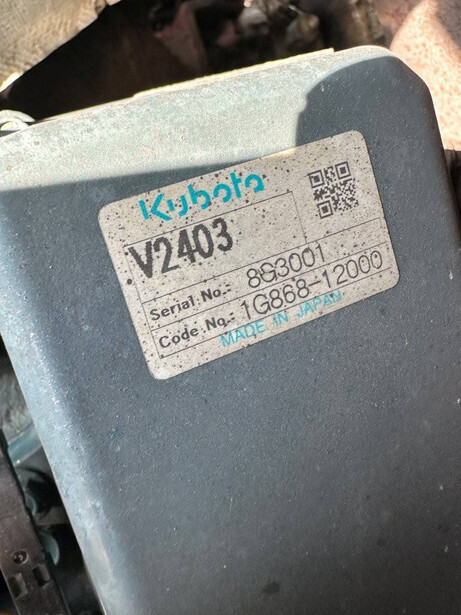 Kubota
V2403
Serial No.: 8G3001
Code No.: 1G868-12000
MADE IN JAPAN